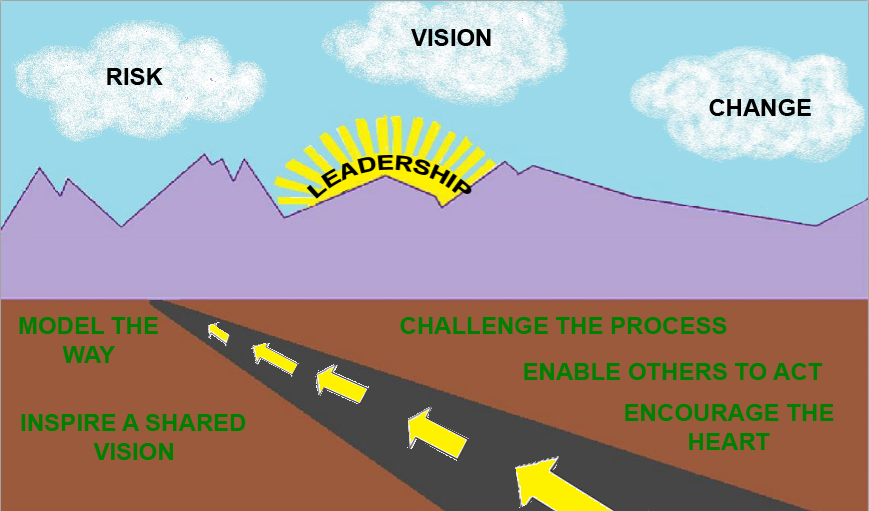 RISK
VISION
CHANGE
LEADERSHIP
MODEL THE
WAY
INSPIRE A SHARED
VISION
CHALLENGE THE PROCESS
ENABLE OTHERS TO ACT
ENCOURAGE THE
HEART